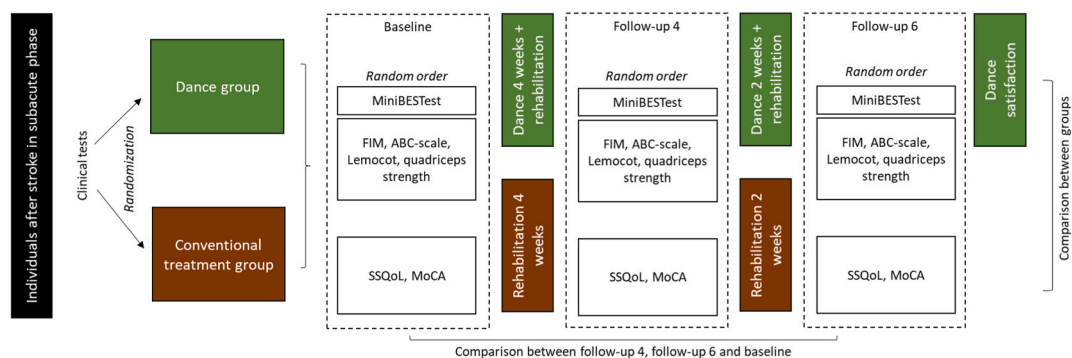 Individuals after stroke in subacute phase
Clinical tests
Randomization
Dance group
Conventional
treatment group
Baseline
Random order
MiniBESTest
FIM, ABC-scale,
Lemocot, quadriceps
strength
SSQoL, MoCA
Dance 4 weeks +
rehabilitation
Rehabilitation 4
weeks
Follow-up 4
Random order
MiniBESTest
FIM, ABC-scale,
Lemocot, quadriceps
strength
SSQoL, MoCA
Dance 2 weeks +
rehabilitation
Rehabilitation 2
weeks
Follow-up 6
Random order
MiniBESTest
FIM, ABC-scale,
Lemocot, quadriceps
strength
SSQoL, MoCA
Dance
satisfaction
Comparison between groups
Comparison between follow-up 4, follow-up 6 and baseline